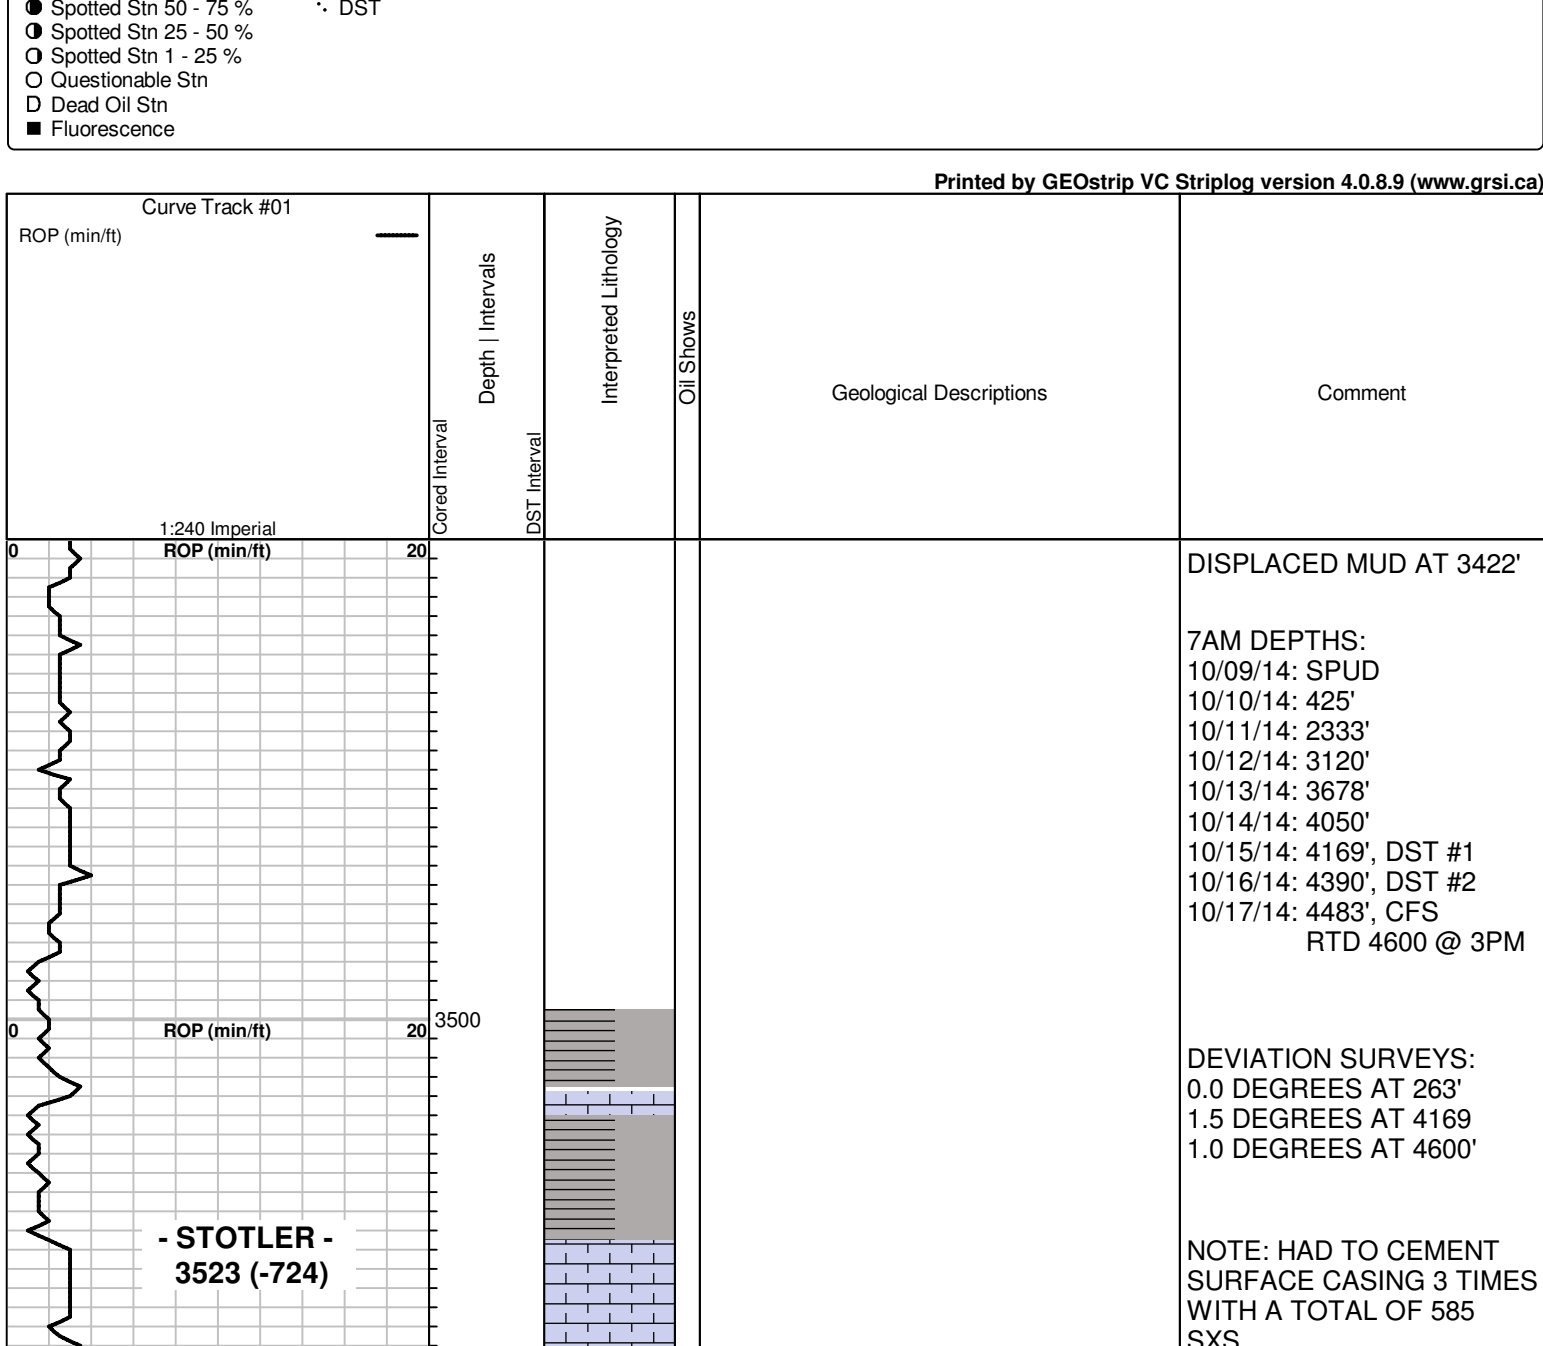 Spotted Stn 50 - 75 %
DST
Spotted Stn 25 - 50 %
Spotted Stn 1 - 25 %
Questionable Stn
D Dead Oil Stn
Fluorescence
Printed by GEOstrip VC Striplog version 4.0.8.9 (www.grsi.ca)
Curve Track #01
ROP (min/ft)
1:240 Imperial
Cored Interval
Depth | Intervals
DST Interval
Interpreted Lithology
Oil Shows
Geological Descriptions
Comment
0 ROP (min/ft) 20
DISPLACED MUD AT 3422'
7AM DEPTHS:
10/09/14: SPUD
10/10/14: 425'
10/11/14: 2333'
10/12/14: 3120'
10/13/14: 3678'
10/14/14: 4050'
10/15/14: 4169', DST #1
10/16/14: 4390', DST #2
10/17/14: 4483', CFS
RTD 4600 @ 3PM
3500
0 ROP (min/ft) 20
DEVIATION SURVEYS:
0.0 DEGREES AT 263'
1.5 DEGREES AT 4169
1.0 DEGREES AT 4600'
- STOTLER -
3523 (-724)
NOTE: HAD TO CEMENT
SURFACE CASING 3 TIMES
WITH A TOTAL OF 585
SXS